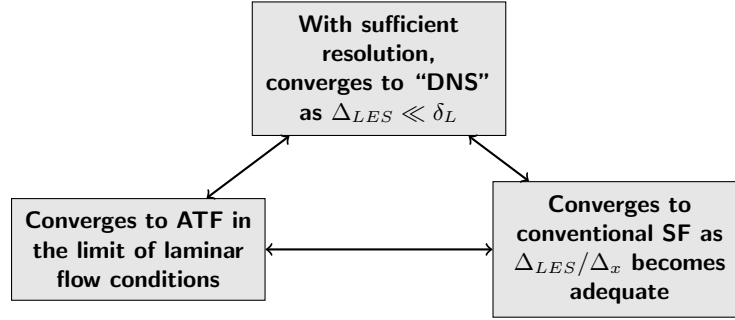 With sufficient
resolution,
converges to “DNS”
as Δ_{LES} ≪ δ_L
Converges to ATF in
the limit of laminar
flow conditions
Converges to
conventional SF as
Δ_{LES}/Δ_x becomes
adequate